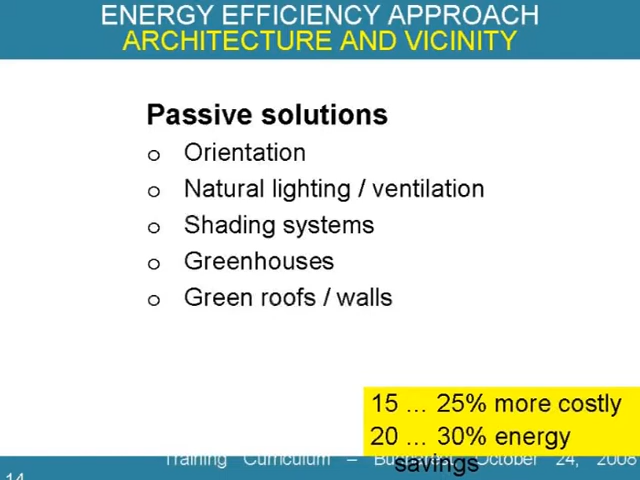 ENERGY EFFICIENCY APPROACH
ARCHITECTURE AND VICINITY
Passive solutions
o Orientation
o Natural lighting / ventilation
o Shading systems
o Greenhouses
o Green roofs / walls
15 ... 25% more costly
20 ... 30% energy
savings
Training Curriculum – October 24, 2008
14